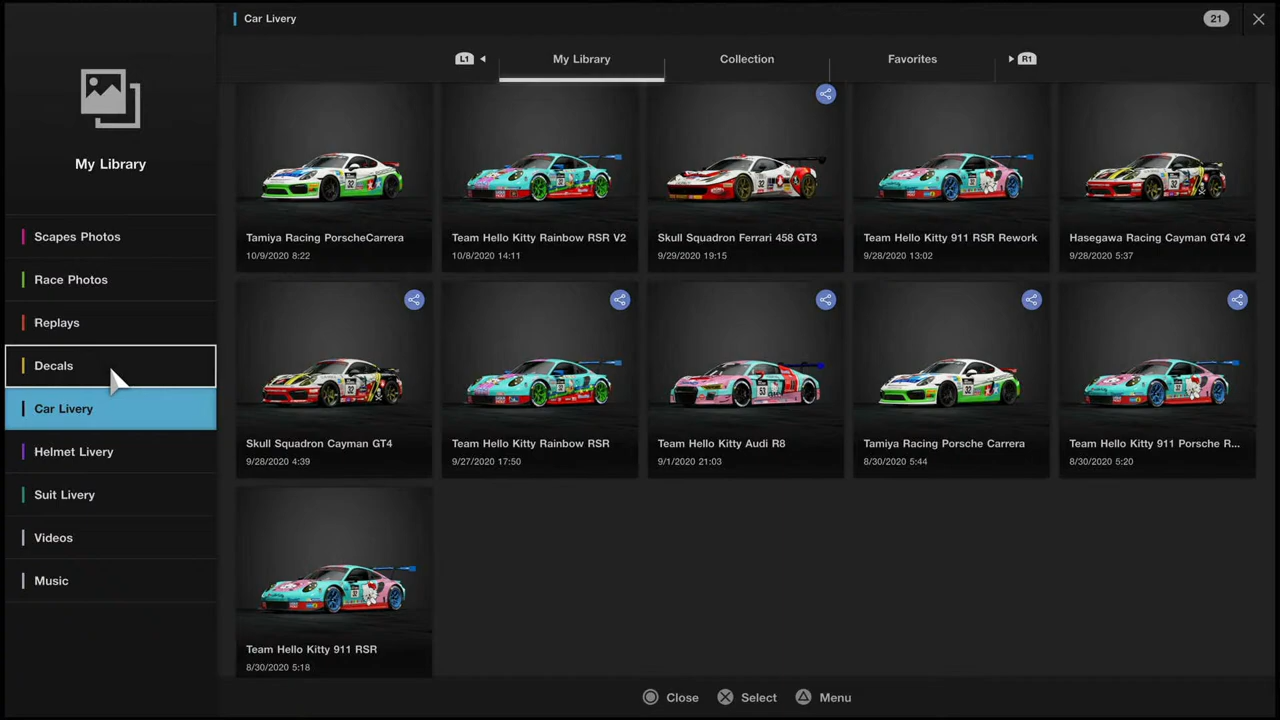 Car Livery
21
L1
My Library
Collection
Favorites
R1
My Library
Scapes Photos
Race Photos
Replays
Decals
Car Livery
Helmet Livery
Suit Livery
Videos
Music
Tamiya Racing PorscheCarrera
10/9/2020 8:22
Team Hello Kitty Rainbow RSR V2
10/8/2020 14:11
Skull Squadron Ferrari 458 GT3
9/29/2020 19:15
Team Hello Kitty 911 RSR Rework
9/28/2020 13:02
Hasegawa Racing Cayman GT4 v2
9/28/2020 5:37
Skull Squadron Cayman GT4
9/28/2020 4:39
Team Hello Kitty Rainbow RSR
9/27/2020 17:50
Team Hello Kitty Audi R8
9/1/2020 21:03
Tamiya Racing Porsche Carrera
8/30/2020 5:44
Team Hello Kitty 911 Porsche R...
8/30/2020 5:20
Team Hello Kitty 911 RSR
8/30/2020 5:18
Close
Select
Menu